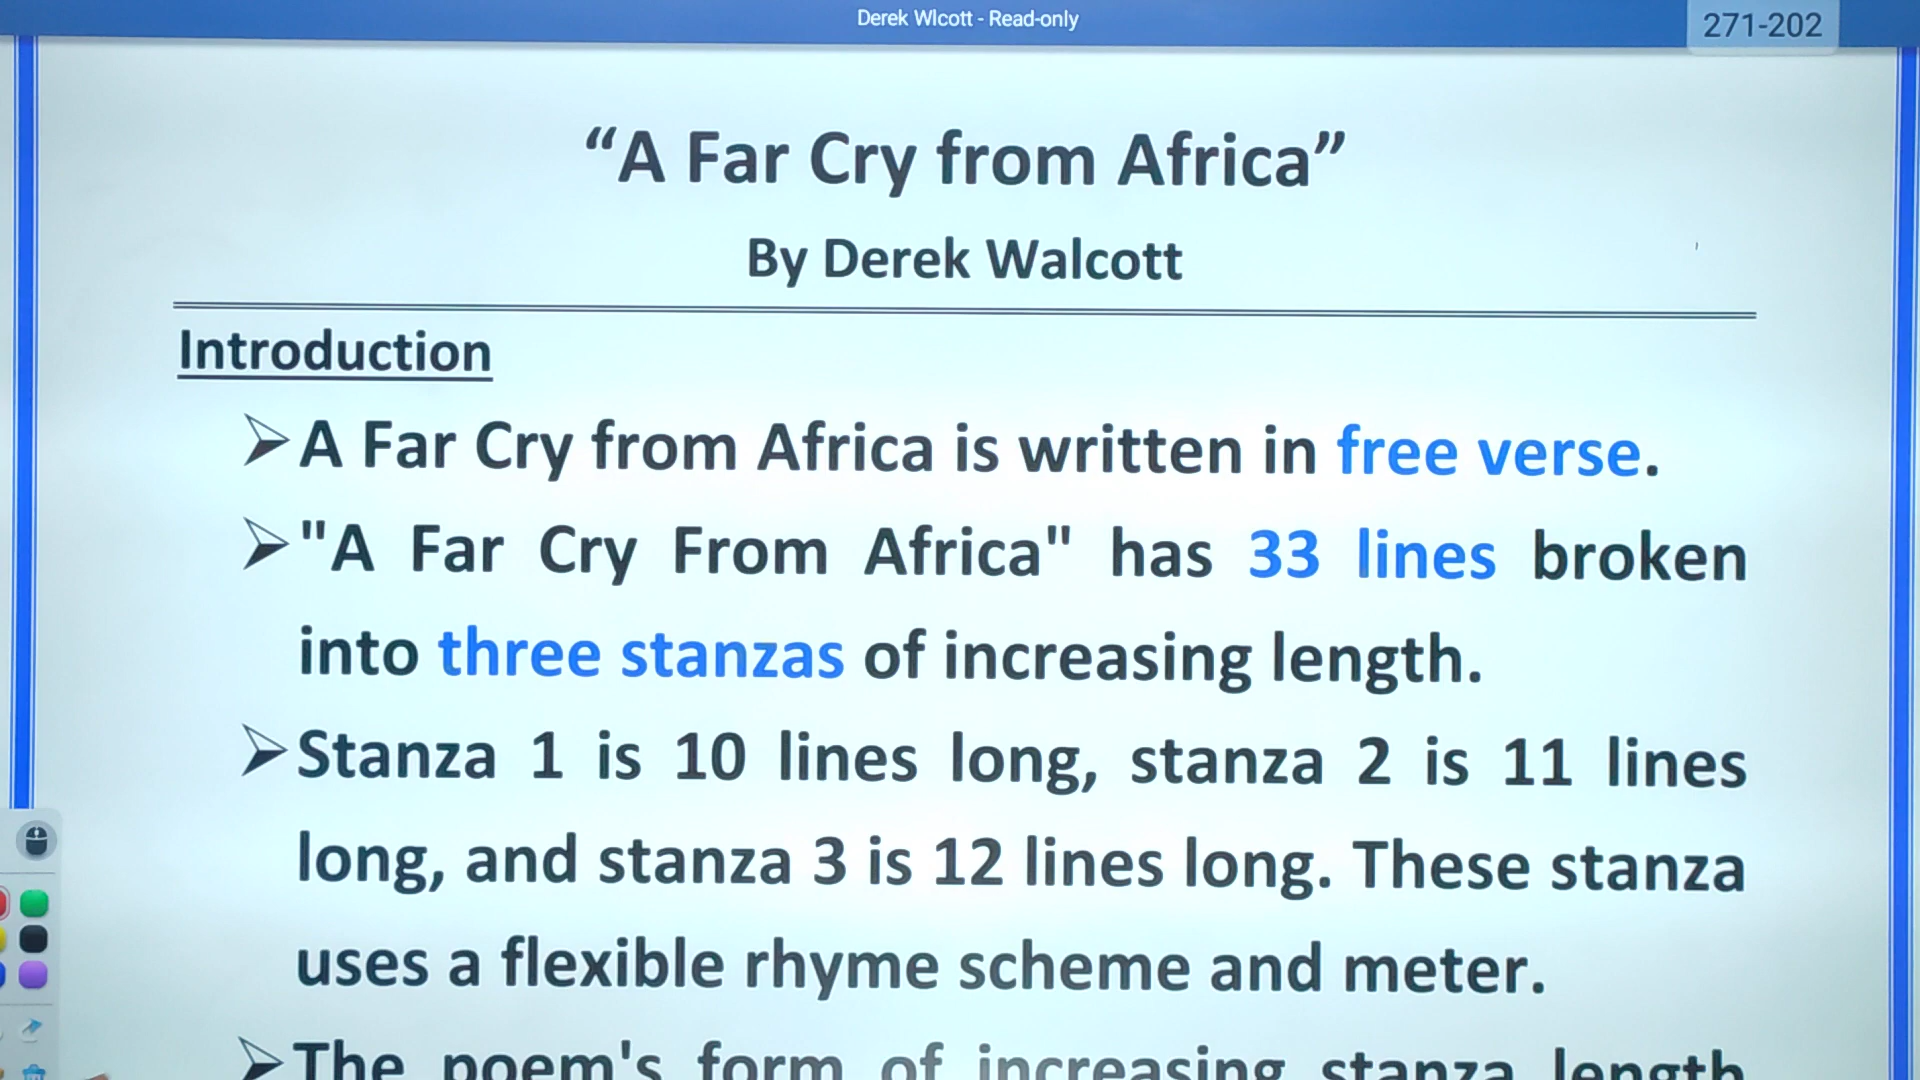 Derek Wlcott - Read-only
271-202
“A Far Cry from Africa”
By Derek Walcott
Introduction
➢A Far Cry from Africa is written in free verse.
➢"A Far Cry From Africa" has 33 lines broken
into three stanzas of increasing length.
➢Stanza 1 is 10 lines long, stanza 2 is 11 lines
long, and stanza 3 is 12 lines long. These stanza
uses a flexible rhyme scheme and meter.
➢The poem's form of increasing stanza length